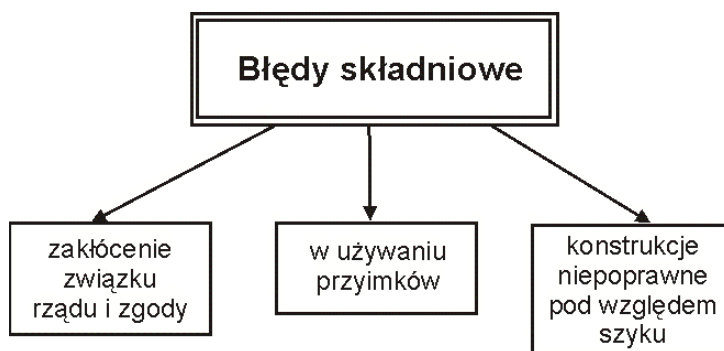 Błędy składniowe
zakłócenie
związku
rządu i zgody
w używaniu
przyimków
konstrukcje
niepoprawne
pod względem
szyku